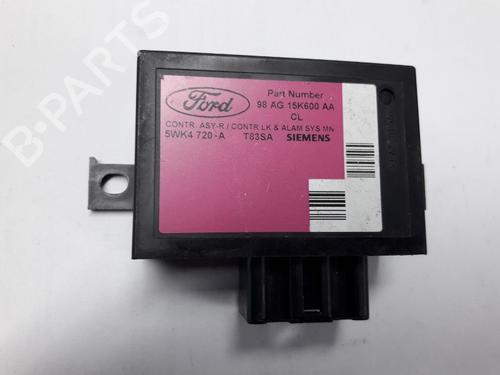 B-PARTS
Ford
Part Number
98 AG 15K600 AA
CL
CONTR. ASY-R / CONTR LK & ALAM SYS MN
5WK4 720-A T83SA SIEMENS